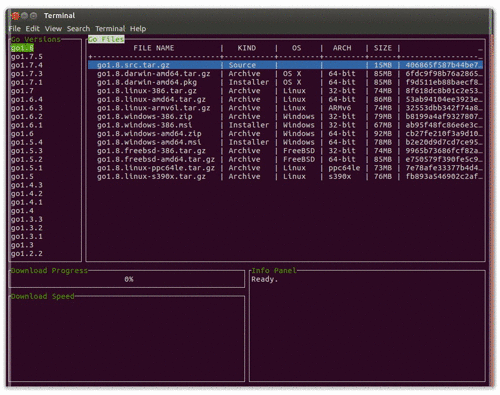 Terminal
File Edit View Search Terminal Help
Go Versions
go1.8
go1.7.5
go1.7.4
go1.7.3
go1.7.1
go1.7
go1.6.4
go1.6.3
go1.6.2
go1.6.1
go1.6
go1.5.4
go1.5.3
go1.5.2
go1.5.1
go1.5
go1.4.3
go1.4.2
go1.4.1
go1.4
go1.3.3
go1.3.2
go1.3.1
go1.3
go1.2.2
Go files
FILE NAME | KIND | OS | ARCH | SIZE | …
go1.8.src.tar.gz | Source | | | 15MB | 406865f587b44be7…
go1.8.darwin-amd64.tar.gz | Archive | OS X | 64-bit | 85MB | 6fdc9f98b76a2865…
go1.8.darwin-amd64.pkg | Installer | OS X | 64-bit | 85MB | f9d511eb88baecf8…
go1.8.linux-386.tar.gz | Archive | Linux | 32-bit | 74MB | 8f618dc8b01c2e53…
go1.8.linux-amd64.tar.gz | Archive | Linux | 64-bit | 86MB | 53ab94104ee3923e…
go1.8.linux-armv6l.tar.gz | Archive | Linux | ARMv6 | 74MB | 32553dbb342f74a8…
go1.8.windows-386.zip | Archive | Windows | 32-bit | 79MB | b8199a4af9327807…
go1.8.windows-386.msi | Installer | Windows | 32-bit | 67MB | ab95f48fc86e6e3c…
go1.8.windows-amd64.zip | Archive | Windows | 64-bit | 92MB | cb27fe210f3a9d10…
go1.8.windows-amd64.msi | Installer | Windows | 64-bit | 78MB | b2e20d9d7cd7ce95…
go1.8.freebsd-386.tar.gz | Archive | FreeBSD | 32-bit | 74MB | 9965b73686fcf82a…
go1.8.freebsd-amd64.tar.gz | Archive | FreeBSD | 64-bit | 85MB | e750579f390fe5c9…
go1.8.linux-ppc64le.tar.gz | Archive | Linux | ppc64le | 73MB | 7e78afe33377b4d4…
go1.8.linux-s390x.tar.gz | Archive | Linux | s390x | 76MB | fb893a546902c2af…
Download Progress
0%
Info Panel
Ready.
Download Speed